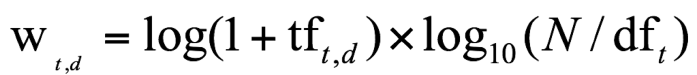 w_{t,d} = log(1 + tf_{t,d}) × log_{10}(N / df_t)